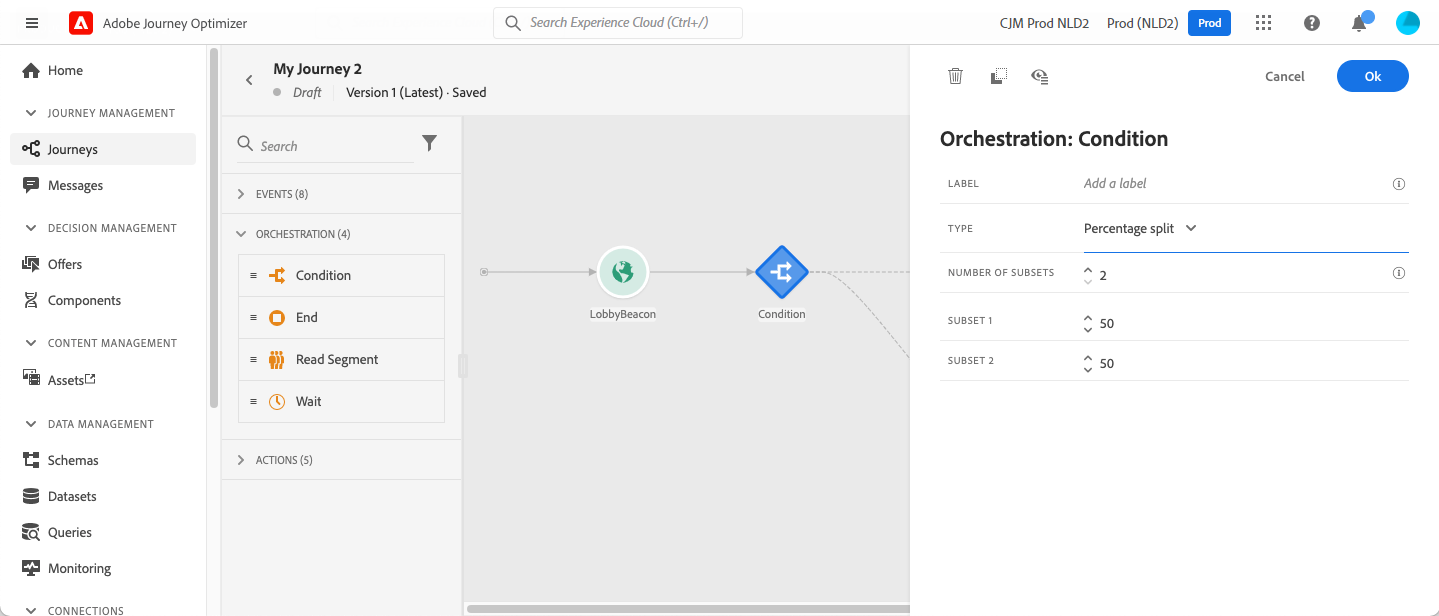 Adobe Journey Optimizer
Search Experience Cloud (Ctrl+/)
CJM Prod NLD2
Prod (NLD2)
Prod
Home
JOURNEY MANAGEMENT
Journeys
Messages
DECISION MANAGEMENT
Offers
Components
CONTENT MANAGEMENT
Assets
DATA MANAGEMENT
Schemas
Datasets
Queries
Monitoring
CONNECTIONS
My Journey 2
Draft
Version 1 (Latest) · Saved
Search
EVENTS (8)
ORCHESTRATION (4)
Condition
End
Read Segment
Wait
ACTIONS (5)
LobbyBeacon
Condition
Cancel
Ok
Orchestration: Condition
LABEL
Add a label
TYPE
Percentage split
NUMBER OF SUBSETS
2
SUBSET 1
50
SUBSET 2
50